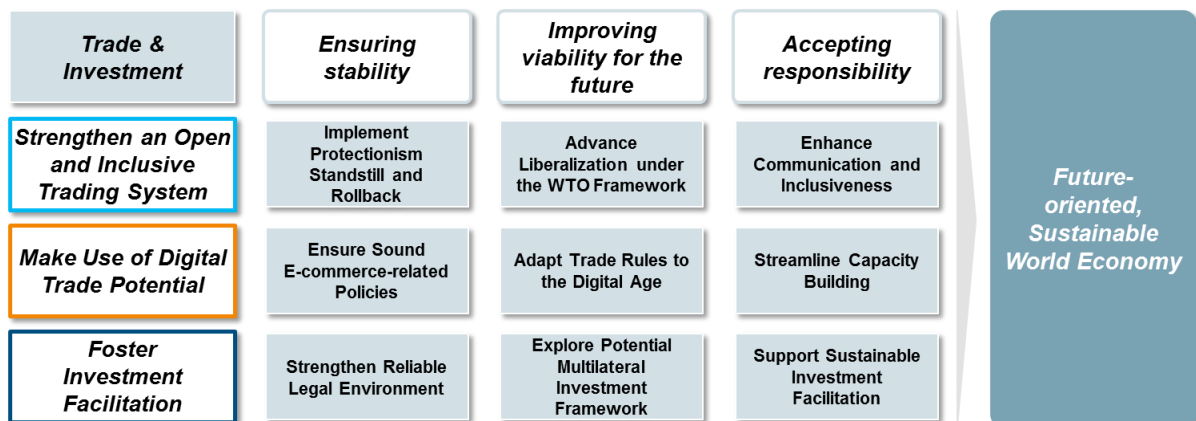 Trade &
Investment
Ensuring
stability
Improving
viability for the
future
Accepting
responsibility
Strengthen an Open
and Inclusive
Trading System
Implement
Protectionism
Standstill and
Rollback
Advance
Liberalization under
the WTO Framework
Enhance
Communication and
Inclusiveness
Make Use of Digital
Trade Potential
Ensure Sound
E-commerce-related
Policies
Adapt Trade Rules to
the Digital Age
Streamline Capacity
Building
Foster
Investment
Facilitation
Strengthen Reliable
Legal Environment
Explore Potential
Multilateral
Investment
Framework
Support Sustainable
Investment
Facilitation
Future-
oriented,
Sustainable
World Economy